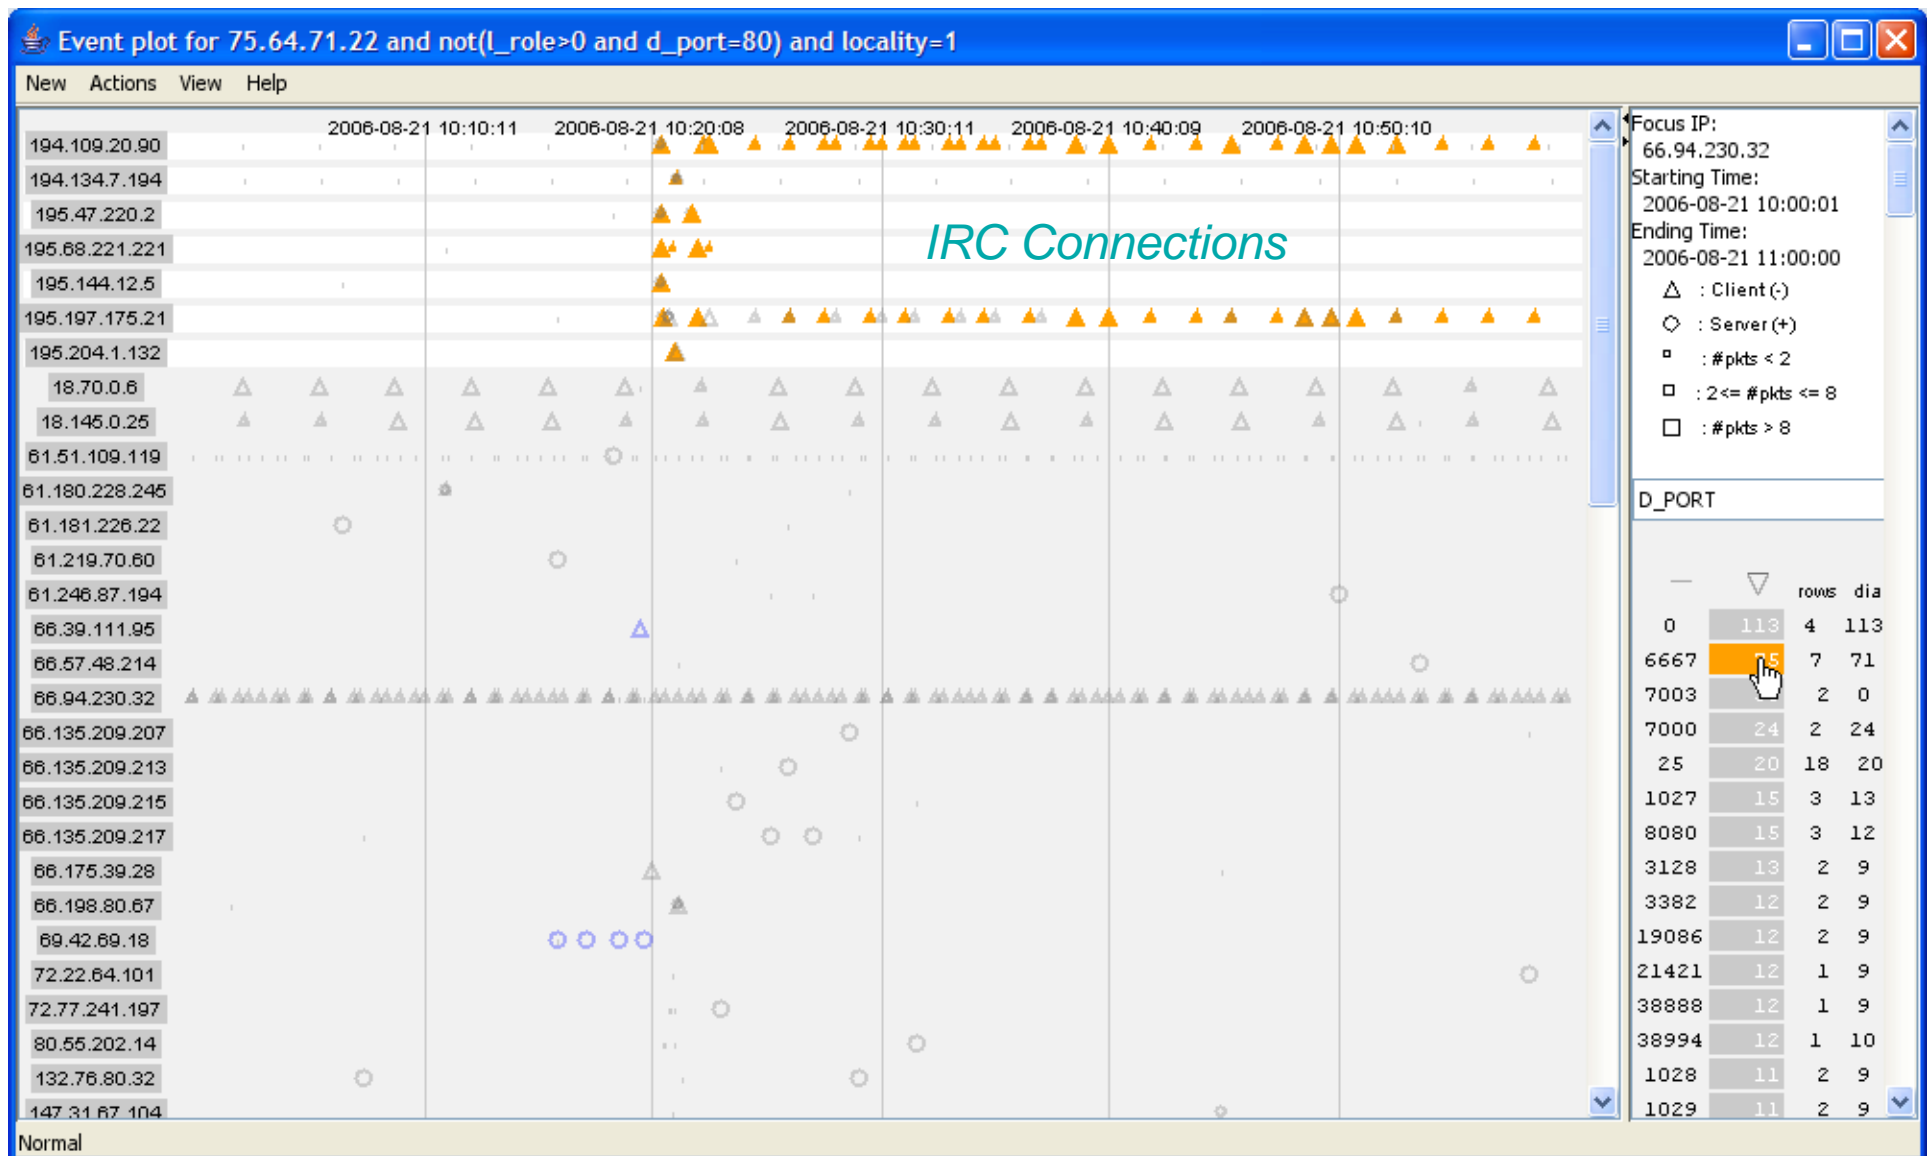 Event plot for 75.64.71.22 and not(l_role>0 and d_port=80) and locality=1
New Actions View Help
2006-08-21 10:10:11 2006-08-21 10:20:08 2006-08-21 10:30:11 2006-08-21 10:40:09 2006-08-21 10:50:10
194.109.20.90
194.134.7.194
195.47.220.2
195.68.221.221
IRC Connections
195.144.12.5
195.197.175.21
195.204.1.132
18.70.0.6
18.145.0.25
61.51.109.119
61.180.228.245
61.181.226.22
61.219.70.60
61.246.87.194
66.39.111.95
66.57.48.214
66.94.230.32
66.135.209.207
66.135.209.213
66.135.209.215
66.135.209.217
66.175.39.28
66.198.80.67
69.42.69.18
72.22.64.101
72.77.241.197
80.55.202.14
132.76.80.32
147.31.67.104
Focus IP:
66.94.230.32
Starting Time:
2006-08-21 10:00:01
Ending Time:
2006-08-21 11:00:00
: Client (-)
: Server (+)
: #pkts < 2
: 2<= #pkts <= 8
: #pkts > 8
D_PORT
rows dia
0 113 4 113
6667 7 71
7003 2 0
7000 24 2 24
25 20 18 20
1027 15 3 13
8080 15 3 12
3128 13 2 9
3382 12 2 9
19086 12 2 9
21421 12 1 9
38888 12 1 9
38994 12 1 10
1028 11 2 9
1029 11 2 9
Normal